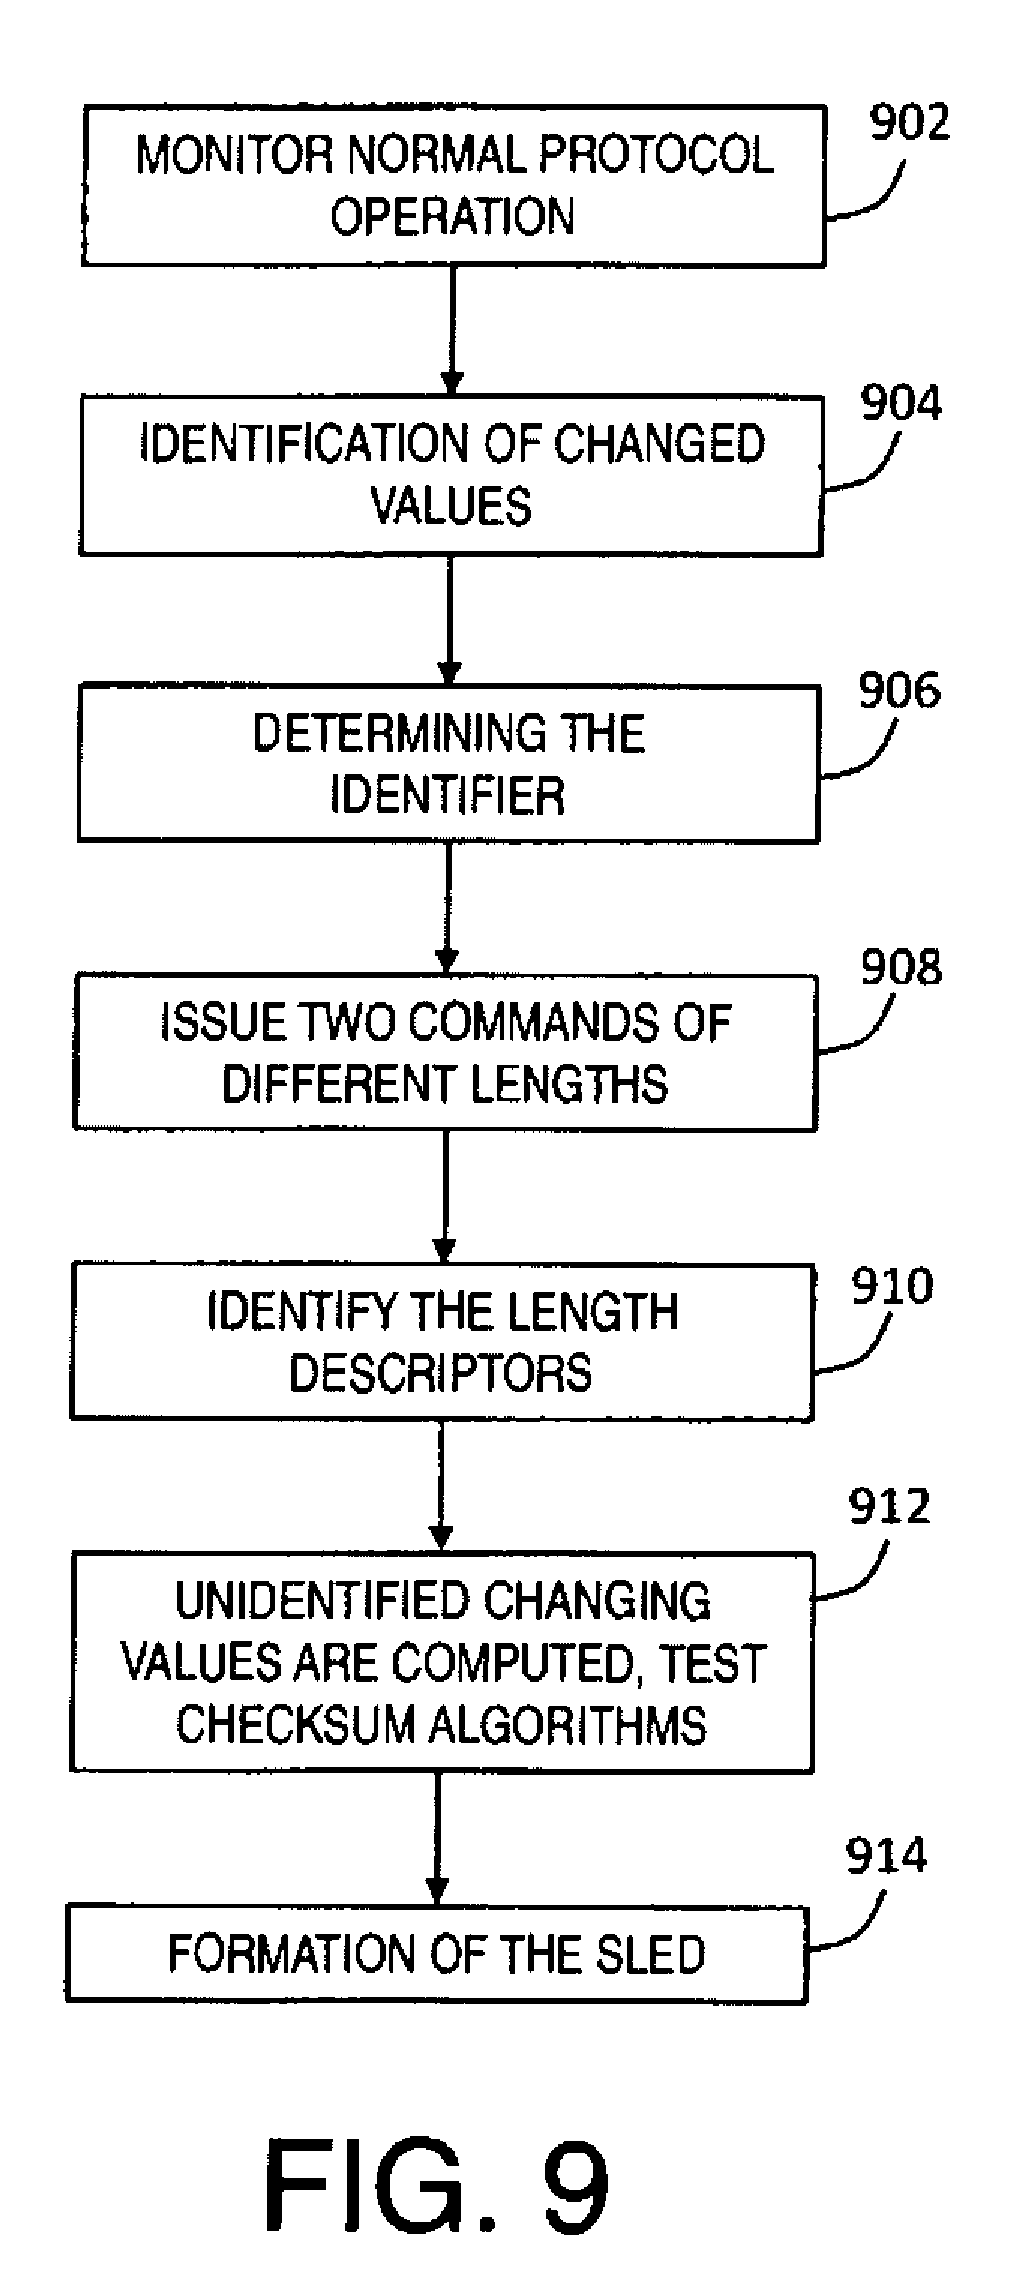 MONITOR NORMAL PROTOCOL
OPERATION
902
IDENTIFICATION OF CHANGED
VALUES
904
DETERMINING THE
IDENTIFIER
906
ISSUE TWO COMMANDS OF
DIFFERENT LENGTHS
908
IDENTIFY THE LENGTH
DESCRIPTORS
910
UNIDENTIFIED CHANGING
VALUES ARE COMPUTED, TEST
CHECKSUM ALGORITHMS
912
FORMATION OF THE SLED
914
FIG. 9